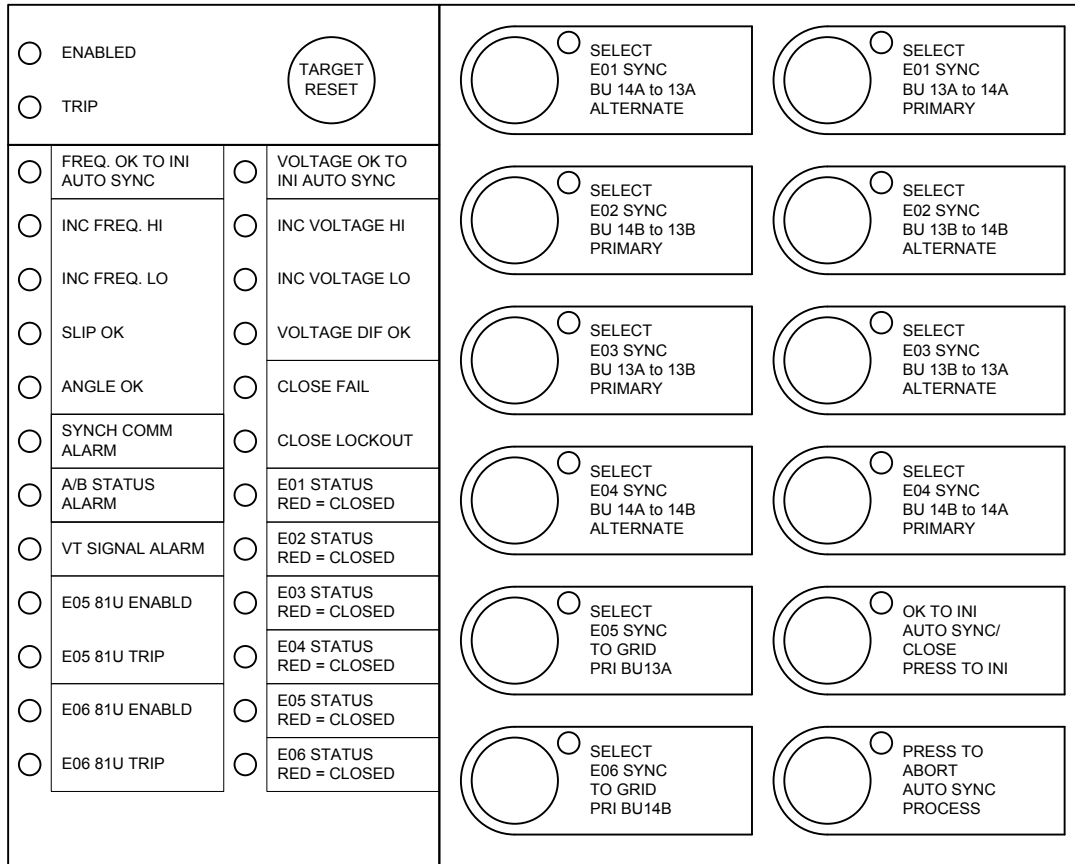 ENABLED
TRIP
TARGET
RESET
FREQ. OK TO INI
AUTO SYNC
INC FREQ. HI
INC FREQ. LO
SLIP OK
ANGLE OK
SYNCH COMM
ALARM
A/B STATUS
ALARM
VT SIGNAL ALARM
E05 81U ENABLD
E05 81U TRIP
E06 81U ENABLD
E06 81U TRIP
VOLTAGE OK TO
INI AUTO SYNC
INC VOLTAGE HI
INC VOLTAGE LO
VOLTAGE DIF OK
CLOSE FAIL
CLOSE LOCKOUT
E01 STATUS
RED = CLOSED
E02 STATUS
RED = CLOSED
E03 STATUS
RED = CLOSED
E04 STATUS
RED = CLOSED
E05 STATUS
RED = CLOSED
E06 STATUS
RED = CLOSED
SELECT
E01 SYNC
BU 14A to 13A
ALTERNATE
SELECT
E01 SYNC
BU 13A to 14A
PRIMARY
SELECT
E02 SYNC
BU 14B to 13B
PRIMARY
SELECT
E02 SYNC
BU 13B to 14B
ALTERNATE
SELECT
E03 SYNC
BU 13A to 13B
PRIMARY
SELECT
E03 SYNC
BU 13B to 13A
ALTERNATE
SELECT
E04 SYNC
BU 14A to 14B
ALTERNATE
SELECT
E04 SYNC
BU 14B to 14A
PRIMARY
SELECT
E05 SYNC
TO GRID
PRI BU13A
OK TO INI
AUTO SYNC/
CLOSE
PRESS TO INI
SELECT
E06 SYNC
TO GRID
PRI BU14B
PRESS TO
ABORT
AUTO SYNC
PROCESS